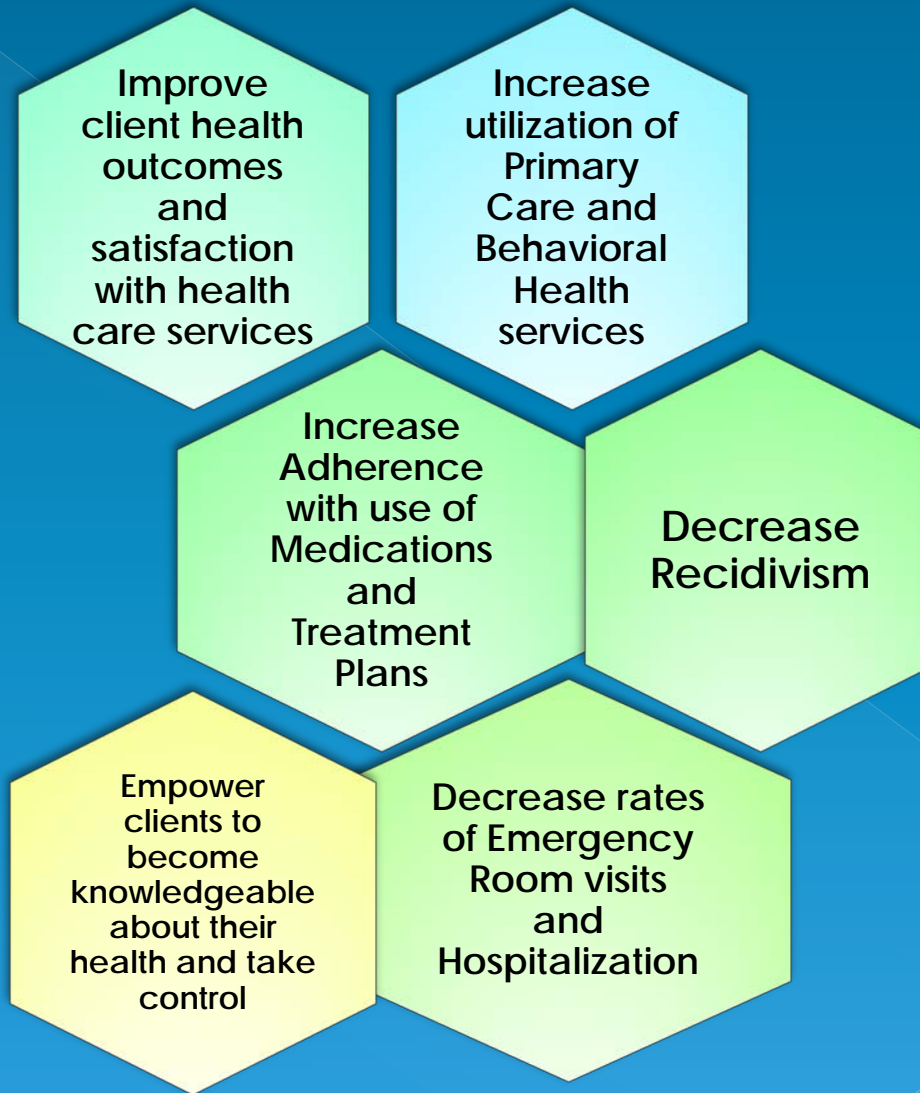 Improve
client health
outcomes
and
satisfaction
with health
care services
Increase
utilization of
Primary
Care and
Behavioral
Health
services
Increase
Adherence
with use of
Medications
and
Treatment
Plans
Decrease
Recidivism
Empower
clients to
become
knowledgeable
about their
health and take
control
Decrease rates
of Emergency
Room visits
and
Hospitalization